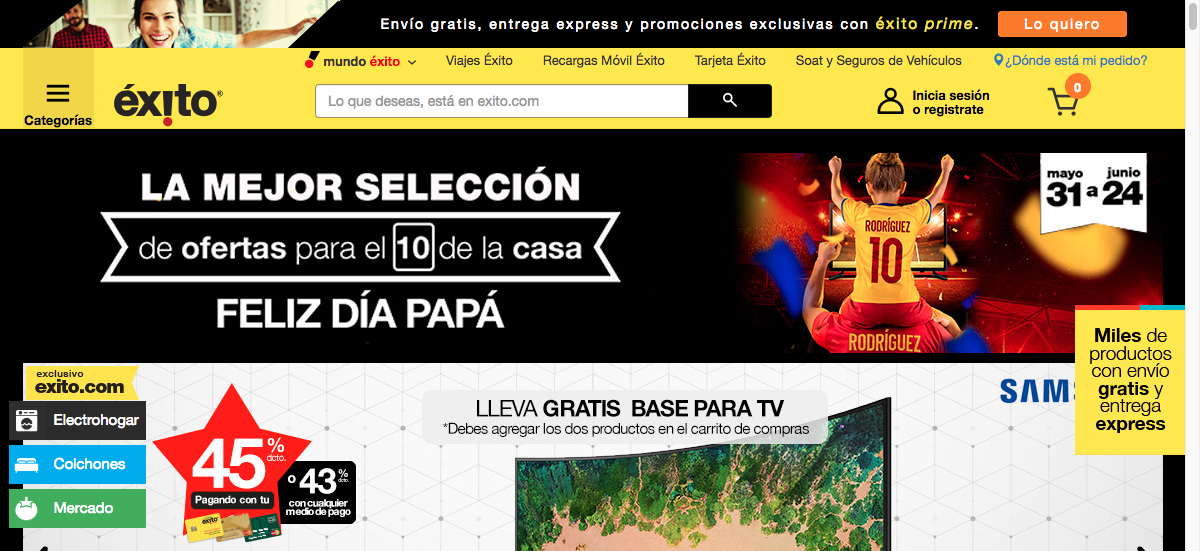 Envío gratis, entrega express y promociones exclusivas con éxito prime.
Lo quiero
mundo éxito
Viajes Éxito
Recargas Móvil Éxito
Tarjeta Éxito
Soat y Seguros de Vehículos
¿Dónde está mi pedido?
Categorías
éxito®
Lo que deseas, está en exito.com
Inicia sesión
o registrate
0
LA MEJOR SELECCIÓN
de ofertas para el 10 de la casa
FELIZ DÍA PAPÁ
RODRÍGUEZ
10
RODRÍGUEZ
mayo junio
31 a 24
Miles de
productos
con envío
gratis y
entrega
express
exclusivo
exito.com
Electrohogar
Colchones
Mercado
45% dcto.
Pagando con tu
éxito
o 43% dcto.
con cualquier
medio de pago
LLEVA GRATIS BASE PARA TV
*Debes agregar los dos productos en el carrito de compras
SAMS